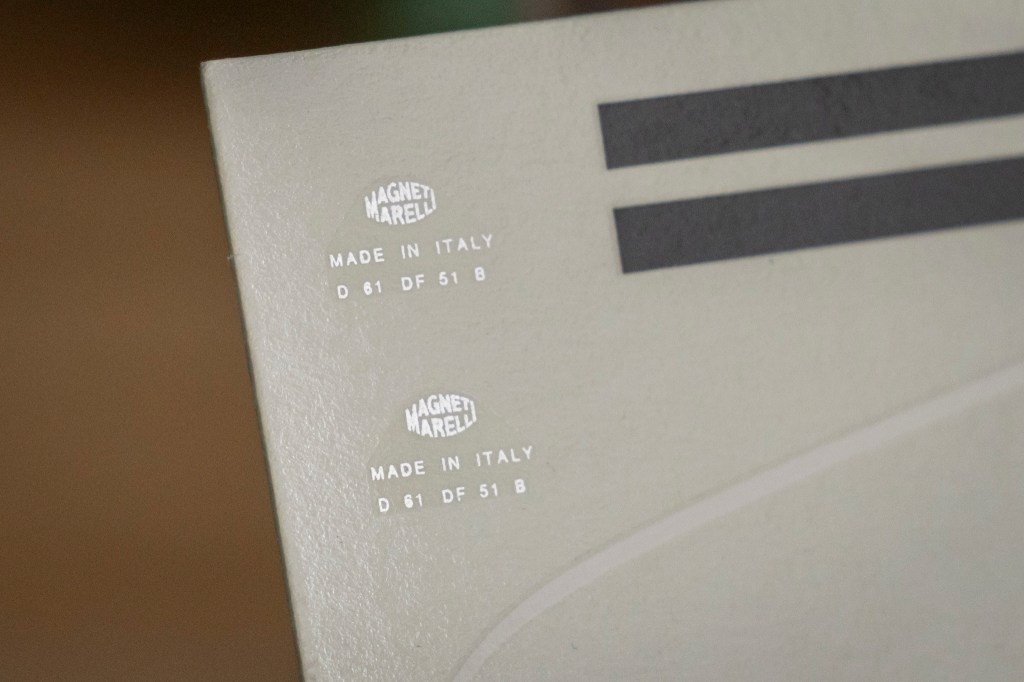 MAGNETI
MARELLI
MADE IN ITALY
D 61 DF 51 B
MAGNETI
MARELLI
MADE IN ITALY
D 61 DF 51 B